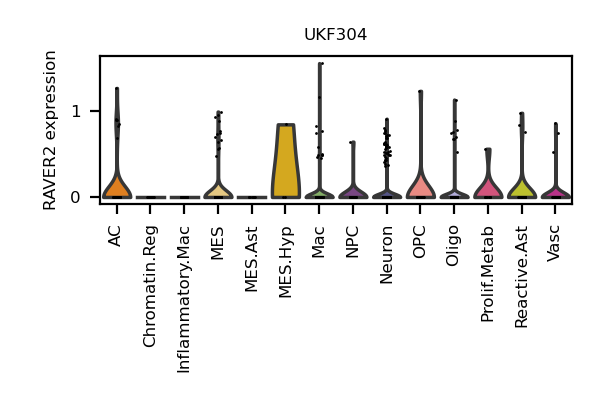 UKF304
RAVER2 expression
1
0
AC
Chromatin.Reg
Inflammatory.Mac
MES
MES.Ast
MES.Hyp
Mac
NPC
Neuron
OPC
Oligo
Prolif.Metab
Reactive.Ast
Vasc